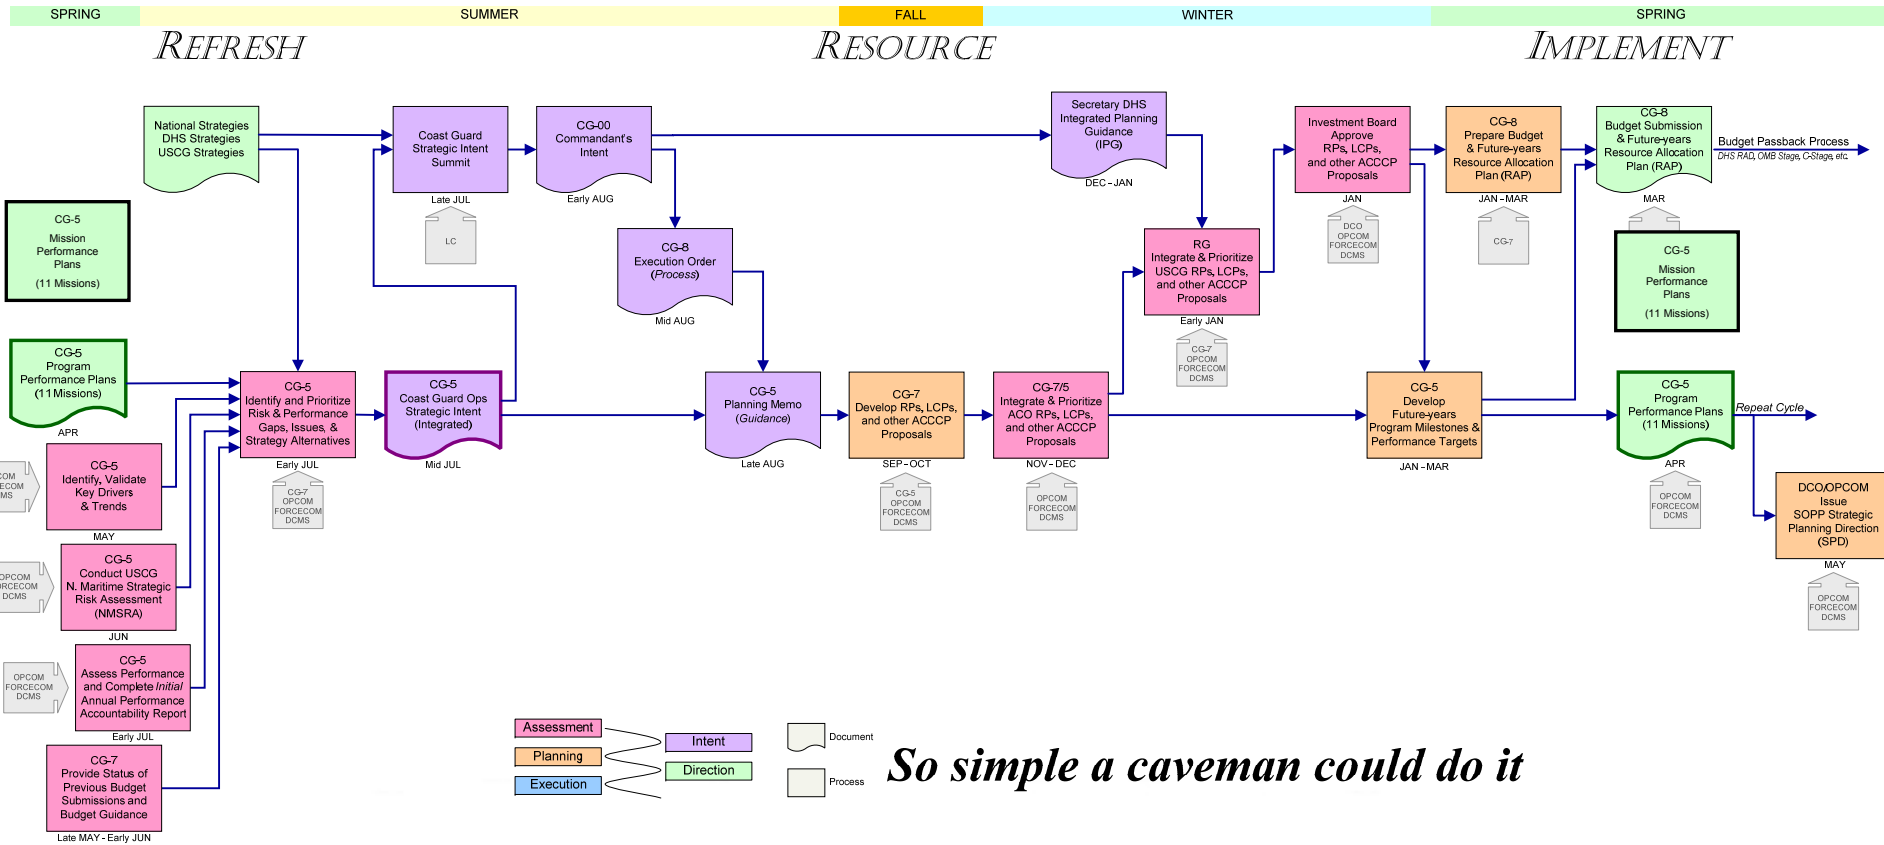 SPRING
SUMMER
FALL
WINTER
SPRING
REFRESH
RESOURCE
IMPLEMENT
National Strategies
DHS Strategies
USCG Strategies
Coast Guard
Strategic Intent
Summit
Late JUL
LC
CG-00
Commandant's
Intent
Early AUG
Secretary DHS
Integrated Planning
Guidance
(IPG)
DEC-JAN
Investment Board
Approve
RPs, LCPs,
and other ACCCP
Proposals
JAN
DCO
OPCOM
FORCECOM
DCMS
CG-8
Prepare Budget
& Future-years
Resource Allocation
Plan (RAP)
JAN-MAR
CG-7
CG-8
Budget Submission
& Future-years
Resource Allocation
Plan (RAP)
MAR
Budget Passback Process
DHS RAD, OMB Stage, C-Stage, etc.
CG-5
Mission
Performance
Plans
(11 Missions)
CG-8
Execution Order
(Process)
Mid AUG
RG
Integrate & Prioritize
USCG RPs, LCPs,
and other ACCCP
Proposals
Early JAN
CG-7
OPCOM
FORCECOM
DCMS
CG-5
Mission
Performance
Plans
(11 Missions)
CG-5
Program
Performance Plans
(11 Missions)
APR
CG-5
Identify and Prioritize
Risk & Performance
Gaps, Issues, &
Strategy Alternatives
Early JUL
CG-7
OPCOM
FORCECOM
DCMS
CG-5
Coast Guard Ops
Strategic Intent
(Integrated)
Mid JUL
CG-5
Planning Memo
(Guidance)
Late AUG
CG-7
Develop RPs, LCPs,
and other ACCCP
Proposals
SEP-OCT
CG-5
OPCOM
FORCECOM
DCMS
CG-7/5
Integrate & Prioritize
ACO RPs, LCPs,
and other ACCCP
Proposals
NOV-DEC
OPCOM
FORCECOM
DCMS
CG-5
Develop
Future-years
Program Milestones &
Performance Targets
JAN-MAR
CG-5
Program
Performance Plans
(11 Missions)
APR
OPCOM
FORCECOM
DCMS
Repeat Cycle
DCO/OPCOM
Issue
SOPP Strategic
Planning Direction
(SPD)
MAY
OPCOM
FORCECOM
DCMS
COM
ECOM
MS
CG-5
Identify, Validate
Key Drivers
& Trends
MAY
OPCOM
ORCECOM
DCMS
CG-5
Conduct USCG
N. Maritime Strategic
Risk Assessment
(NMSRA)
JUN
OPCOM
FORCECOM
DCMS
CG-5
Assess Performance
and Complete Initial
Annual Performance
Accountability Report
Early JUL
CG-7
Provide Status of
Previous Budget
Submissions and
Budget Guidance
Late MAY - Early JUN
Assessment
Planning
Execution
Intent
Direction
Document
Process
So simple a caveman could do it